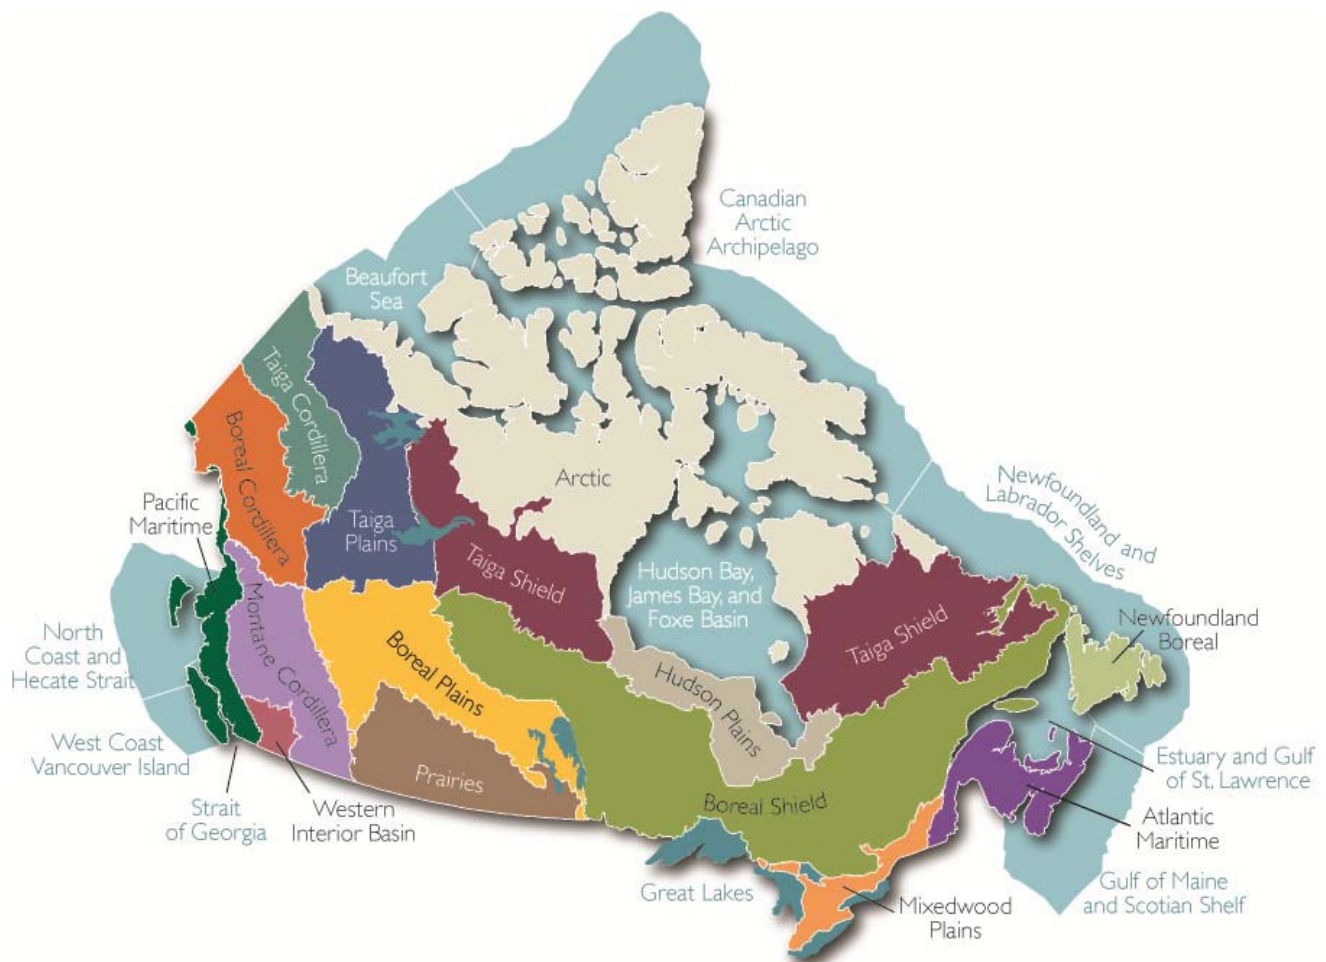 Canadian
Arctic
Archipelago
Beaufort
Sea
Taiga Cordillera
Boreal Cordillera
Arctic
Newfoundland and
Labrador Shelves
Pacific
Maritime
Taiga
Plains
Taiga Shield
Hudson Bay,
James Bay, and
Foxe Basin
Taiga Shield
Newfoundland
Boreal
North
Coast and
Hecate Strait
Montane Cordillera
Boreal Plains
Hudson Plains
West Coast
Vancouver Island
Prairies
Estuary and Gulf
of St. Lawrence
Strait
of Georgia
Western
Interior Basin
Boreal Shield
Atlantic
Maritime
Great Lakes
Mixedwood
Plains
Gulf of Maine
and Scotian Shelf